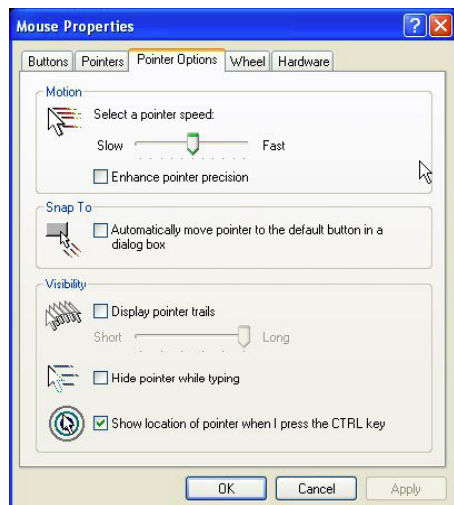 Mouse Properties
Buttons Pointers Pointer Options Wheel Hardware
Motion
Select a pointer speed:
Slow Fast
Enhance pointer precision
Snap To
Automatically move pointer to the default button in a
dialog box
Visibility
Display pointer trails
Short Long
Hide pointer while typing
Show location of pointer when I press the CTRL key
OK Cancel Apply